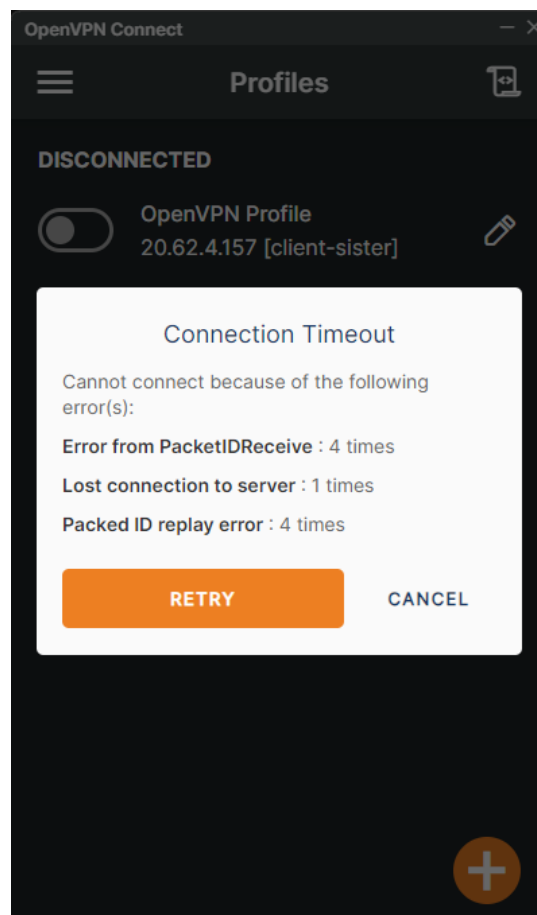 OpenVPN Connect
Profiles
DISCONNECTED
OpenVPN Profile
20.62.4.157 [client-sister]
Connection Timeout
Cannot connect because of the following
error(s):
Error from PacketIDReceive : 4 times
Lost connection to server : 1 times
Packed ID replay error : 4 times
RETRY
CANCEL